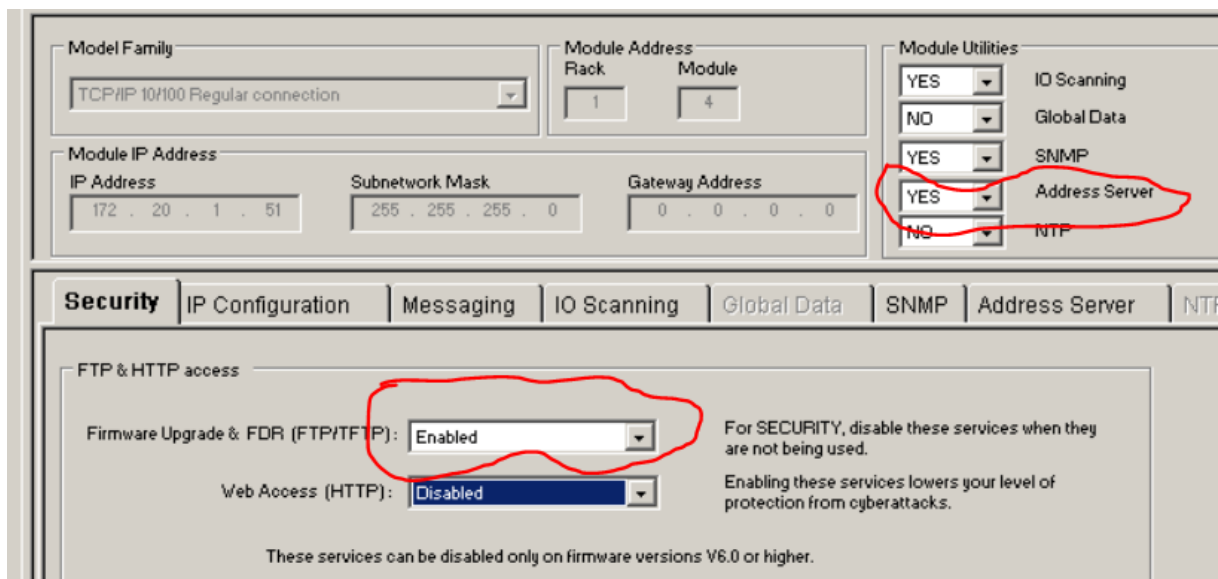 Model Family
TCP/IP 10/100 Regular connection
Module Address
Rack Module
1 4
Module Utilities
YES IO Scanning
NO Global Data
YES SNMP
YES Address Server
NO NTP
Module IP Address
IP Address Subnetwork Mask Gateway Address
172 . 20 . 1 . 51 255 . 255 . 255 . 0 0 . 0 . 0 . 0
Security IP Configuration Messaging IO Scanning Global Data SNMP Address Server NTP
FTP & HTTP access
Firmware Upgrade & FDR (FTP/TFTP): Enabled
For SECURITY, disable these services when they
are not being used.
Web Access (HTTP): Disabled
Enabling these services lowers your level of
protection from cyberattacks.
These services can be disabled only on firmware versions V6.0 or higher.